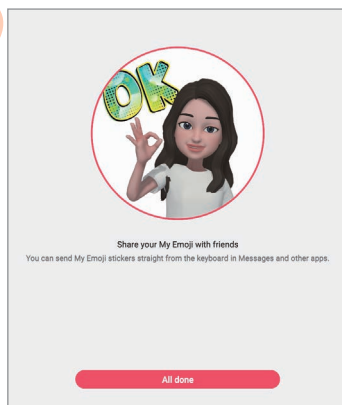 OK
Share your My Emoji with friends
You can send My Emoji stickers straight from the keyboard in Messages and other apps.
All done